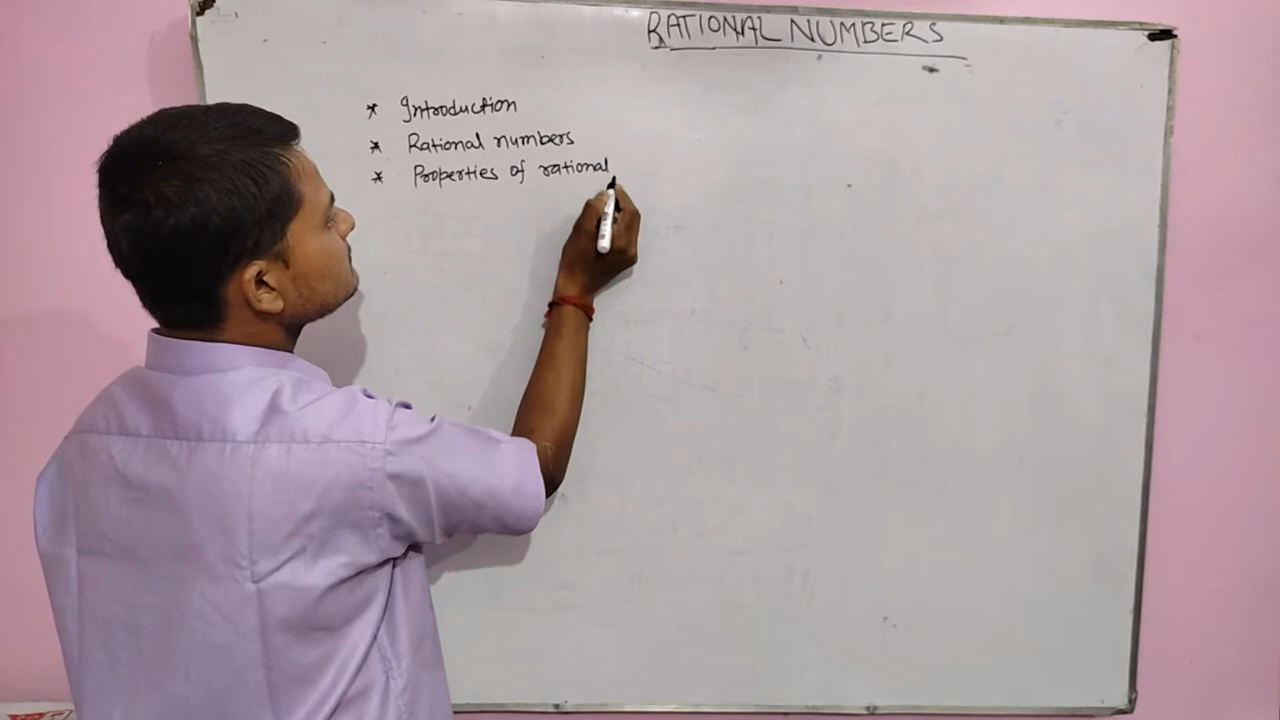 RATIONAL NUMBERS
* Introduction
* Rational numbers
* Properties of rational